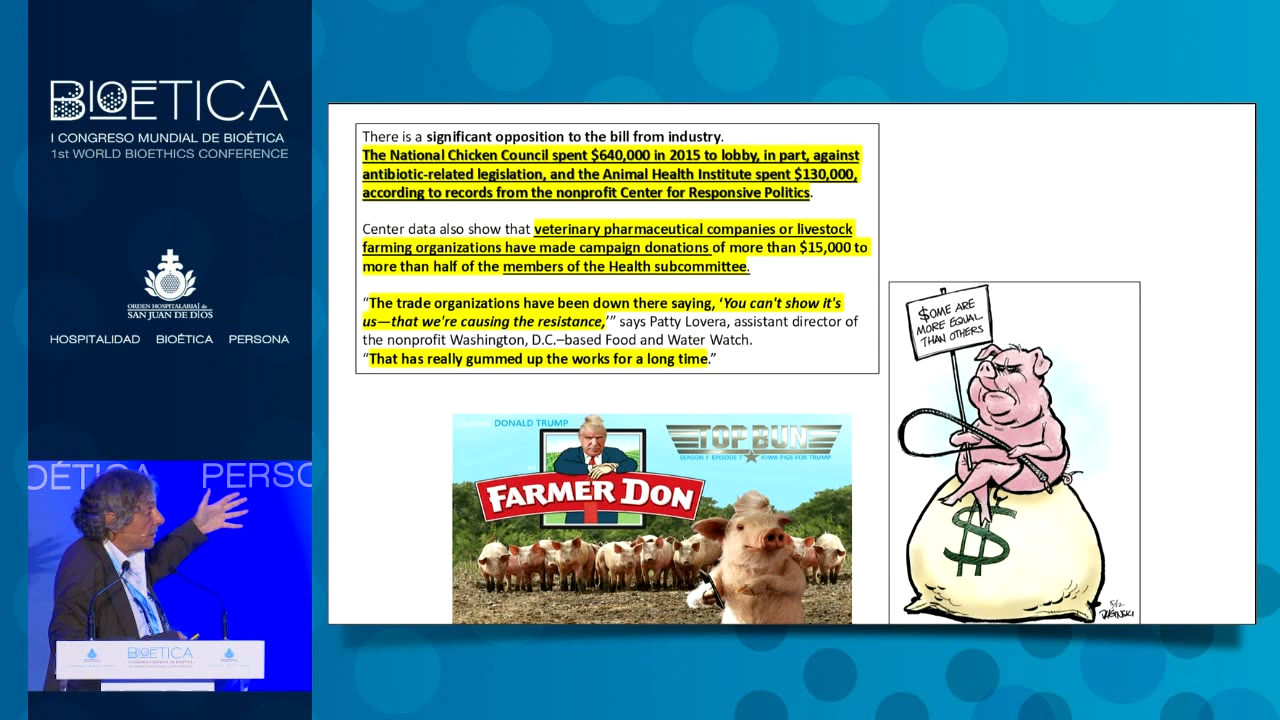 BIOÉTICA
I CONGRESO MUNDIAL DE BIOÉTICA
1st WORLD BIOETHICS CONFERENCE
ORDEN HOSPITALARIA de
SAN JUAN DE DIOS
HOSPITALIDAD BIOÉTICA PERSONA
There is a significant opposition to the bill from industry.
The National Chicken Council spent $640,000 in 2015 to lobby, in part, against
antibiotic-related legislation, and the Animal Health Institute spent $130,000,
according to records from the nonprofit Center for Responsive Politics.
Center data also show that veterinary pharmaceutical companies or livestock
farming organizations have made campaign donations of more than $15,000 to
more than half of the members of the Health subcommittee.
“The trade organizations have been down there saying, ‘You can't show it's
us—that we're causing the resistance,’” says Patty Lovera, assistant director of
the nonprofit Washington, D.C.–based Food and Water Watch.
“That has really gummed up the works for a long time.”
DONALD TRUMP
TOP BUN
SEASON 1 EPISODE 7 IOWA PIGS FOR TRUMP
FARMER DON
$OME ARE
MORE EQUAL
THAN OTHERS
$
5/12
OÉTICA PERSO
BIOÉTICA